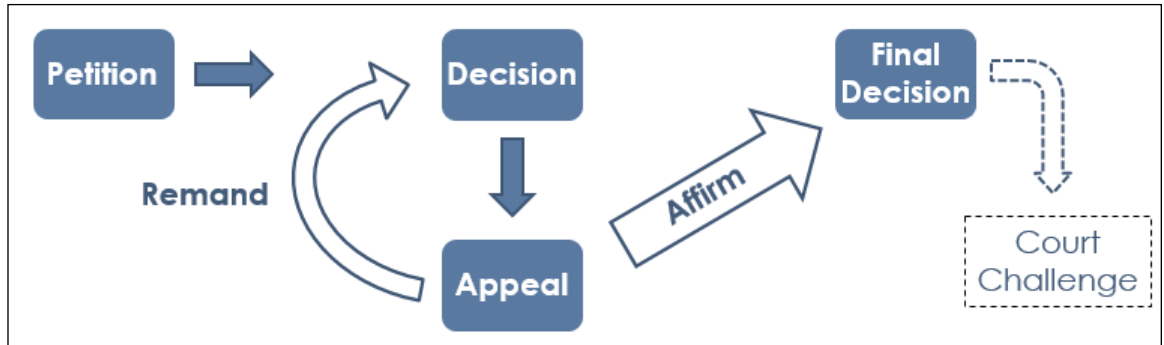 Petition
Decision
Final
Decision
Remand
Affirm
Appeal
Court
Challenge